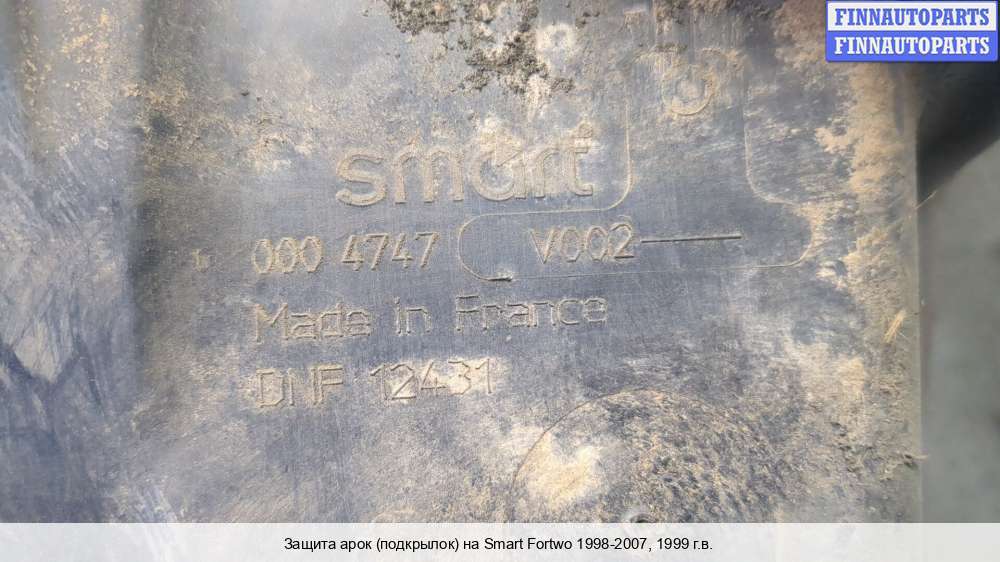 FINNAUTOPARTS
FINNAUTOPARTS
smart
000 4747 V002
Made in France
DNF 12431
Защита арок (подкрылок) на Smart Fortwo 1998-2007, 1999 г.в.